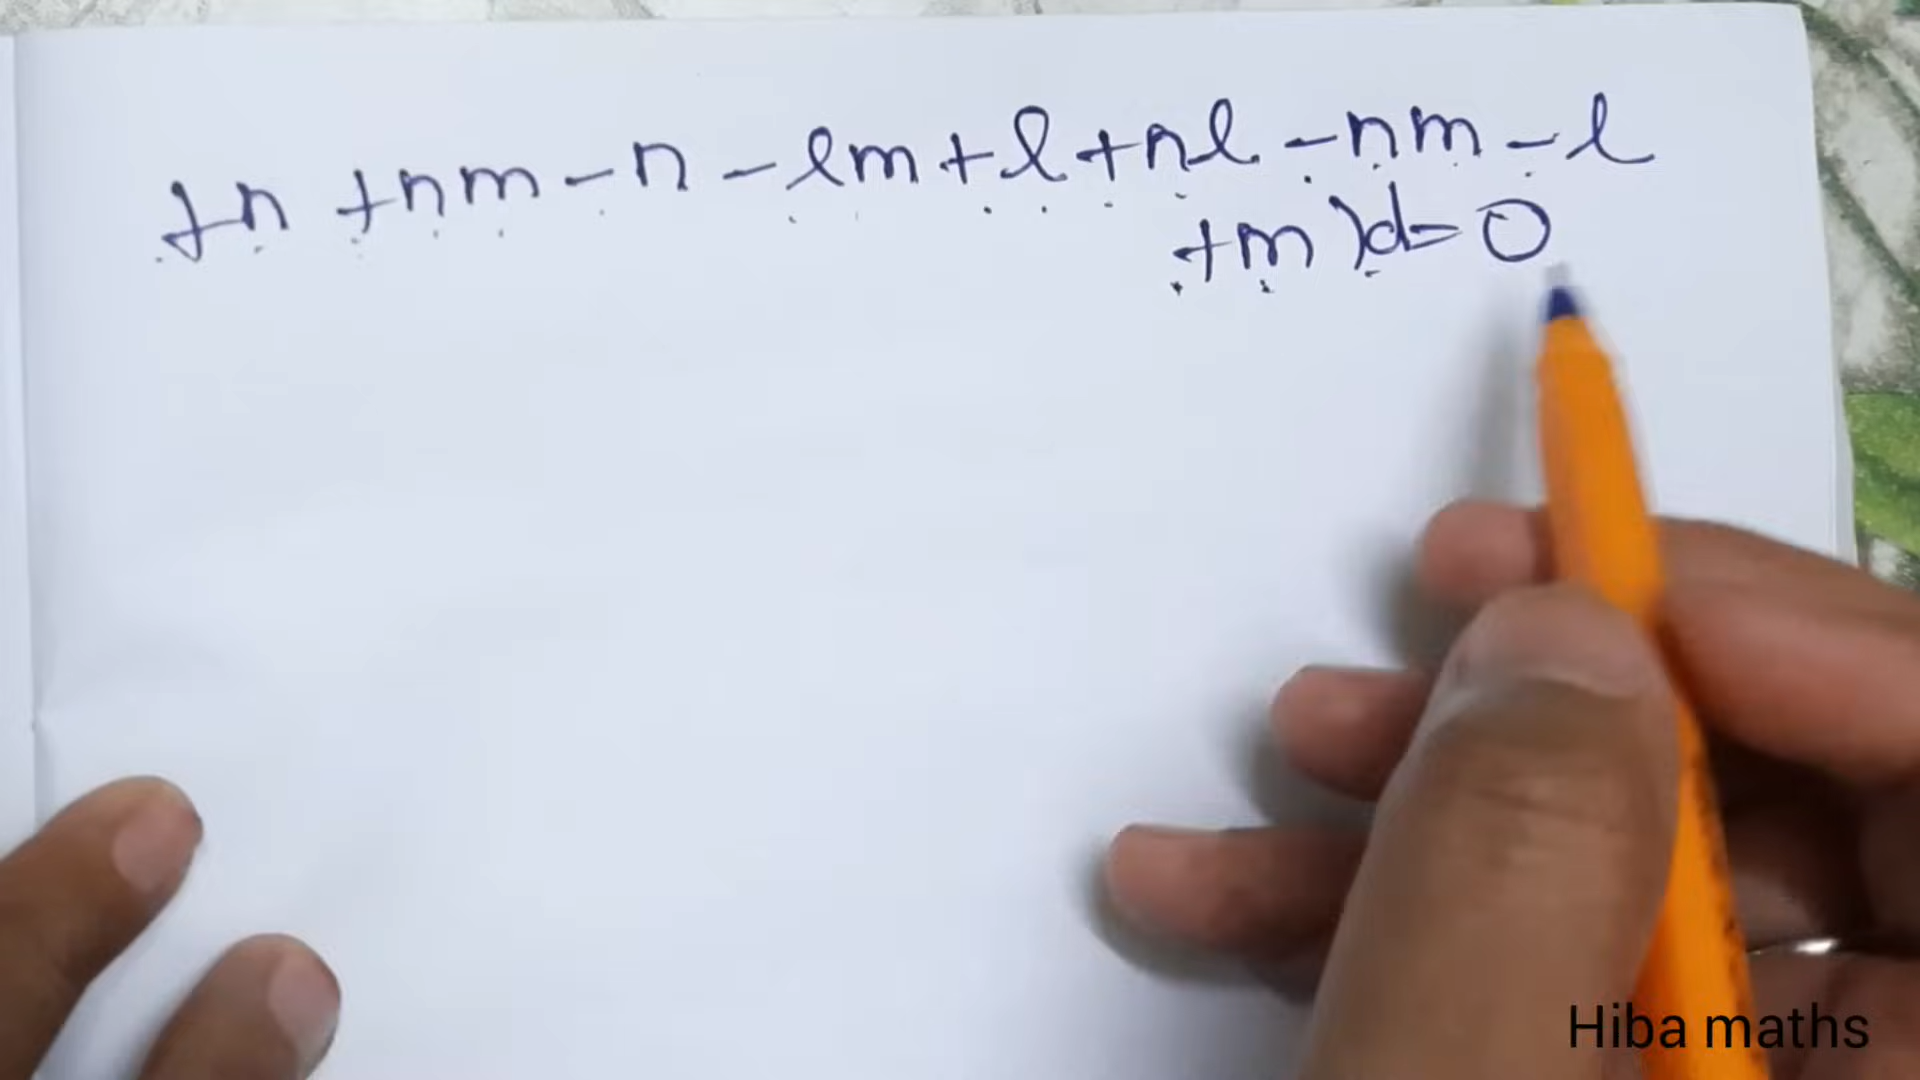 +n +nm - n - lm + l + nl - nm - l
+m)d = 0
Hiba maths